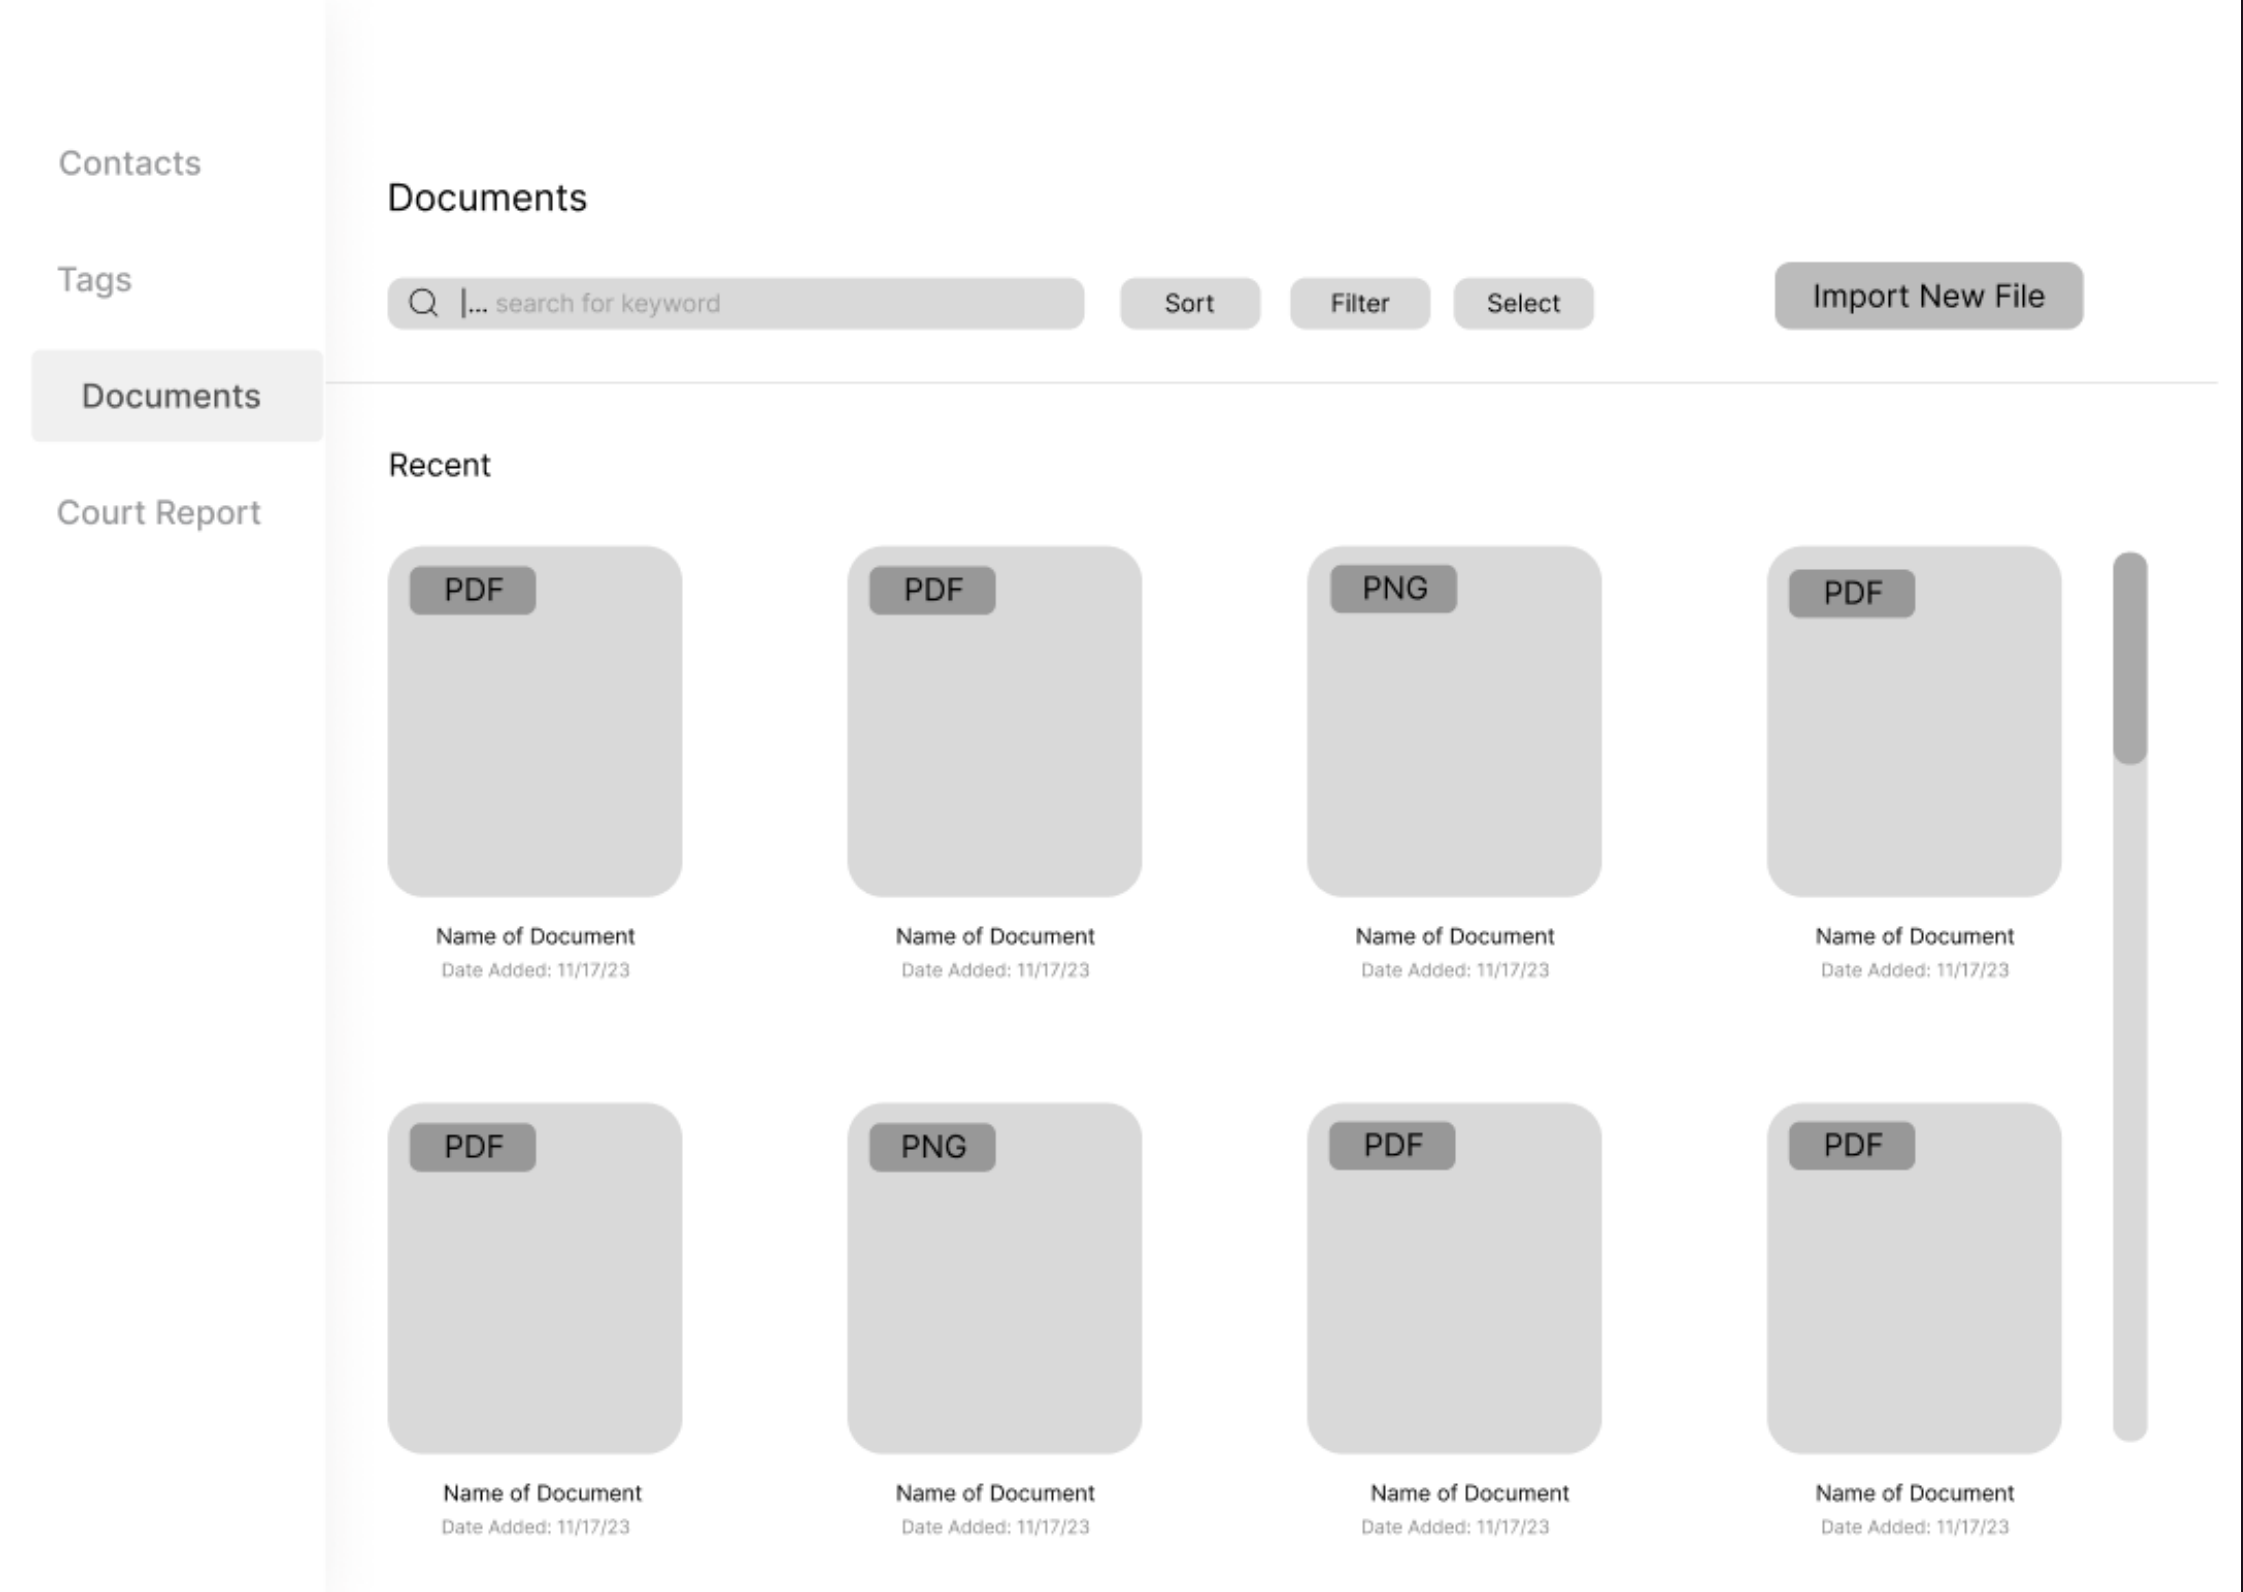 Contacts
Tags
Documents
Court Report
Documents
|... search for keyword
Sort
Filter
Select
Import New File
Recent
PDF
PDF
PNG
PDF
Name of Document
Date Added: 11/17/23
Name of Document
Date Added: 11/17/23
Name of Document
Date Added: 11/17/23
Name of Document
Date Added: 11/17/23
PDF
PNG
PDF
PDF
Name of Document
Date Added: 11/17/23
Name of Document
Date Added: 11/17/23
Name of Document
Date Added: 11/17/23
Name of Document
Date Added: 11/17/23